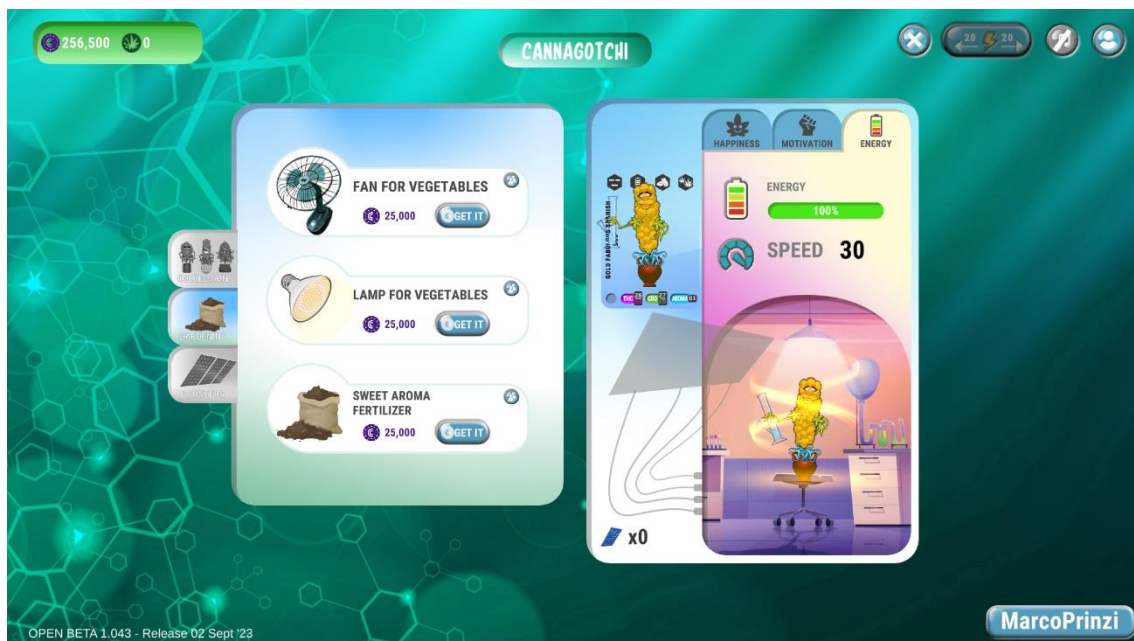 256,500 0
CANNAGOTCHI
20 20
HAPPINESS MOTIVATION ENERGY
FAN FOR VEGETABLES
25,000 GET IT
LAMP FOR VEGETABLES
25,000 GET IT
SWEET AROMA
FERTILIZER
25,000 GET IT
GARDENING
ENERGY
100%
SPEED 30
GOLD
THC CBD AROMA
x0
OPEN BETA 1.043 - Release 02 Sept '23
MarcoPrinzi